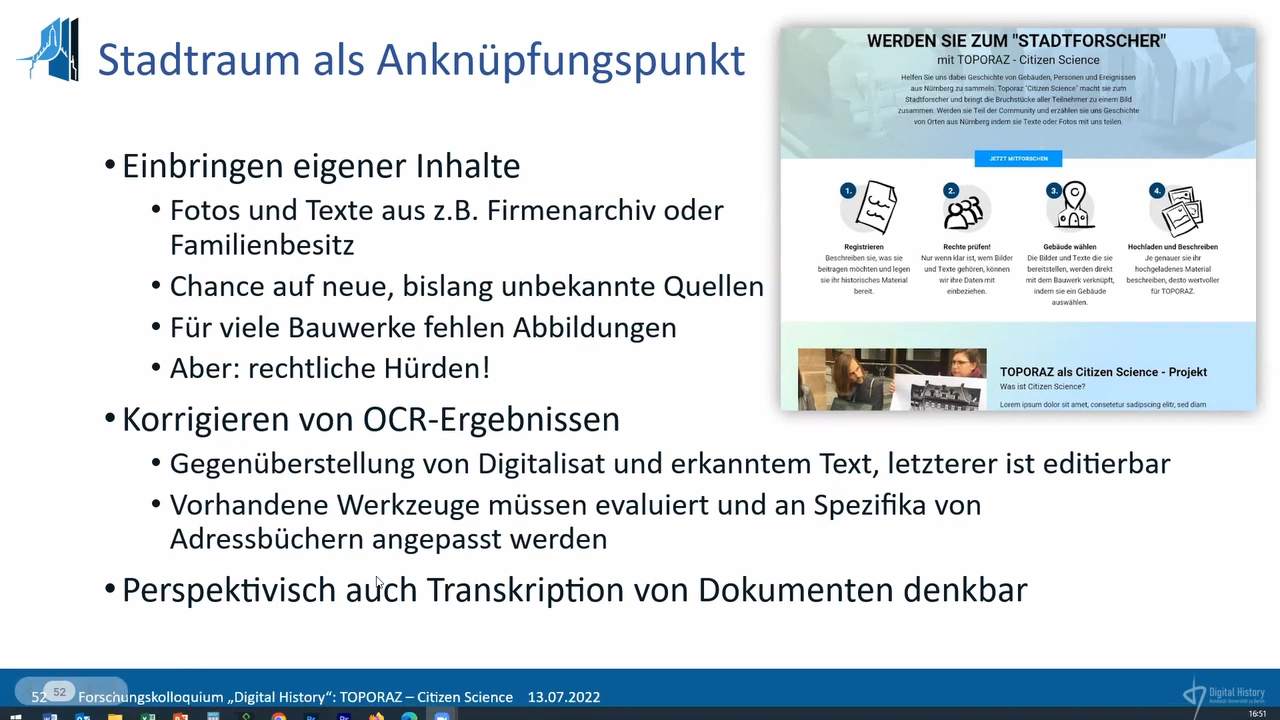 Stadtraum als Anknüpfungspunkt
• Einbringen eigener Inhalte
• Fotos und Texte aus z.B. Firmenarchiv oder
Familienbesitz
• Chance auf neue, bislang unbekannte Quellen
• Für viele Bauwerke fehlen Abbildungen
• Aber: rechtliche Hürden!
• Korrigieren von OCR-Ergebnissen
• Gegenüberstellung von Digitalisat und erkanntem Text, letzterer ist editierbar
• Vorhandene Werkzeuge müssen evaluiert und an Spezifika von
Adressbüchern angepasst werden
• Perspektivisch auch Transkription von Dokumenten denkbar
WERDEN SIE ZUM "STADTFORSCHER"
mit TOPORAZ - Citizen Science
Helfen Sie uns dabei Geschichte von Gebäuden, Personen und Ereignissen
aus Nürnberg zu sammeln. Toporaz "Citizen Science" macht sie zum
Stadtforscher und bringt die Bruchstücke aller Teilnehmer zu einem Bild
zusammen. Werden sie Teil der Community und erzählen sie uns Geschichte
von Orten aus Nürnberg indem sie Texte oder Fotos mit uns teilen.
JETZT MITFORSCHEN
1.
2.
3.
4.
Registrieren
Beschreiben sie, was sie
beitragen möchten und legen
sie ihr historisches Material
bereit.
Rechte prüfen!
Nur wenn klar ist, wem Bilder
und Texte gehören, können
wir ihre Daten mit
einbeziehen.
Gebäude wählen
Die Bilder und Texte die sie
bereitstellen, werden direkt
mit dem Bauwerk verknüpft,
indem sie ein Gebäude
auswählen.
Hochladen und Beschreiben
Je genauer sie ihr
hochgeladenes Material
beschreiben, desto wertvoller
für TOPORAZ.
TOPORAZ als Citizen Science - Projekt
Was ist Citizen Science?
Lorem ipsum dolor sit amet, consetetur sadipscing elitr, sed diam
52
52
Forschungskolloquium „Digital History“: TOPORAZ – Citizen Science 13.07.2022
Digital History
Humboldt-Universität zu Berlin
16:51